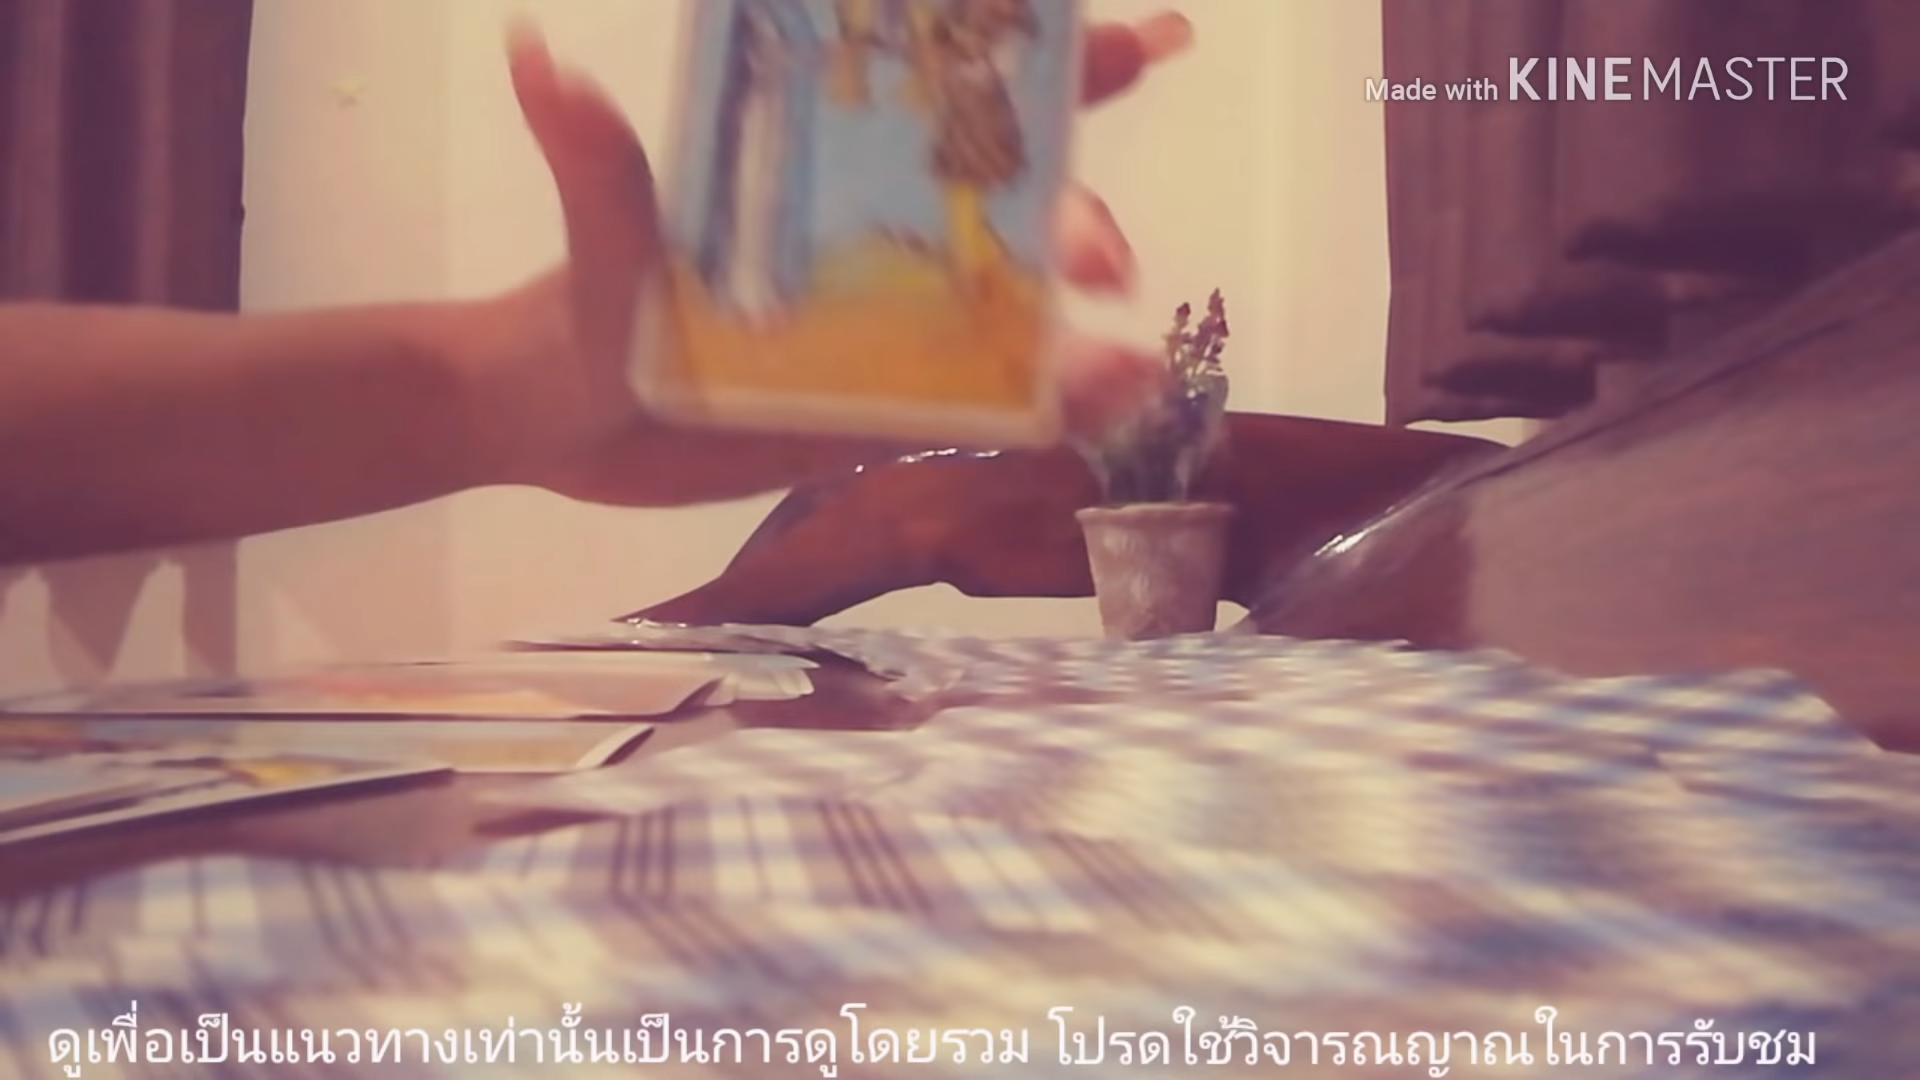 Made with KINEMASTER
ดูเพื่อเป็นแนวทางเท่านั้นเป็นการดูโดยรวม โปรดใช้วิจารณญาณในการรับชม